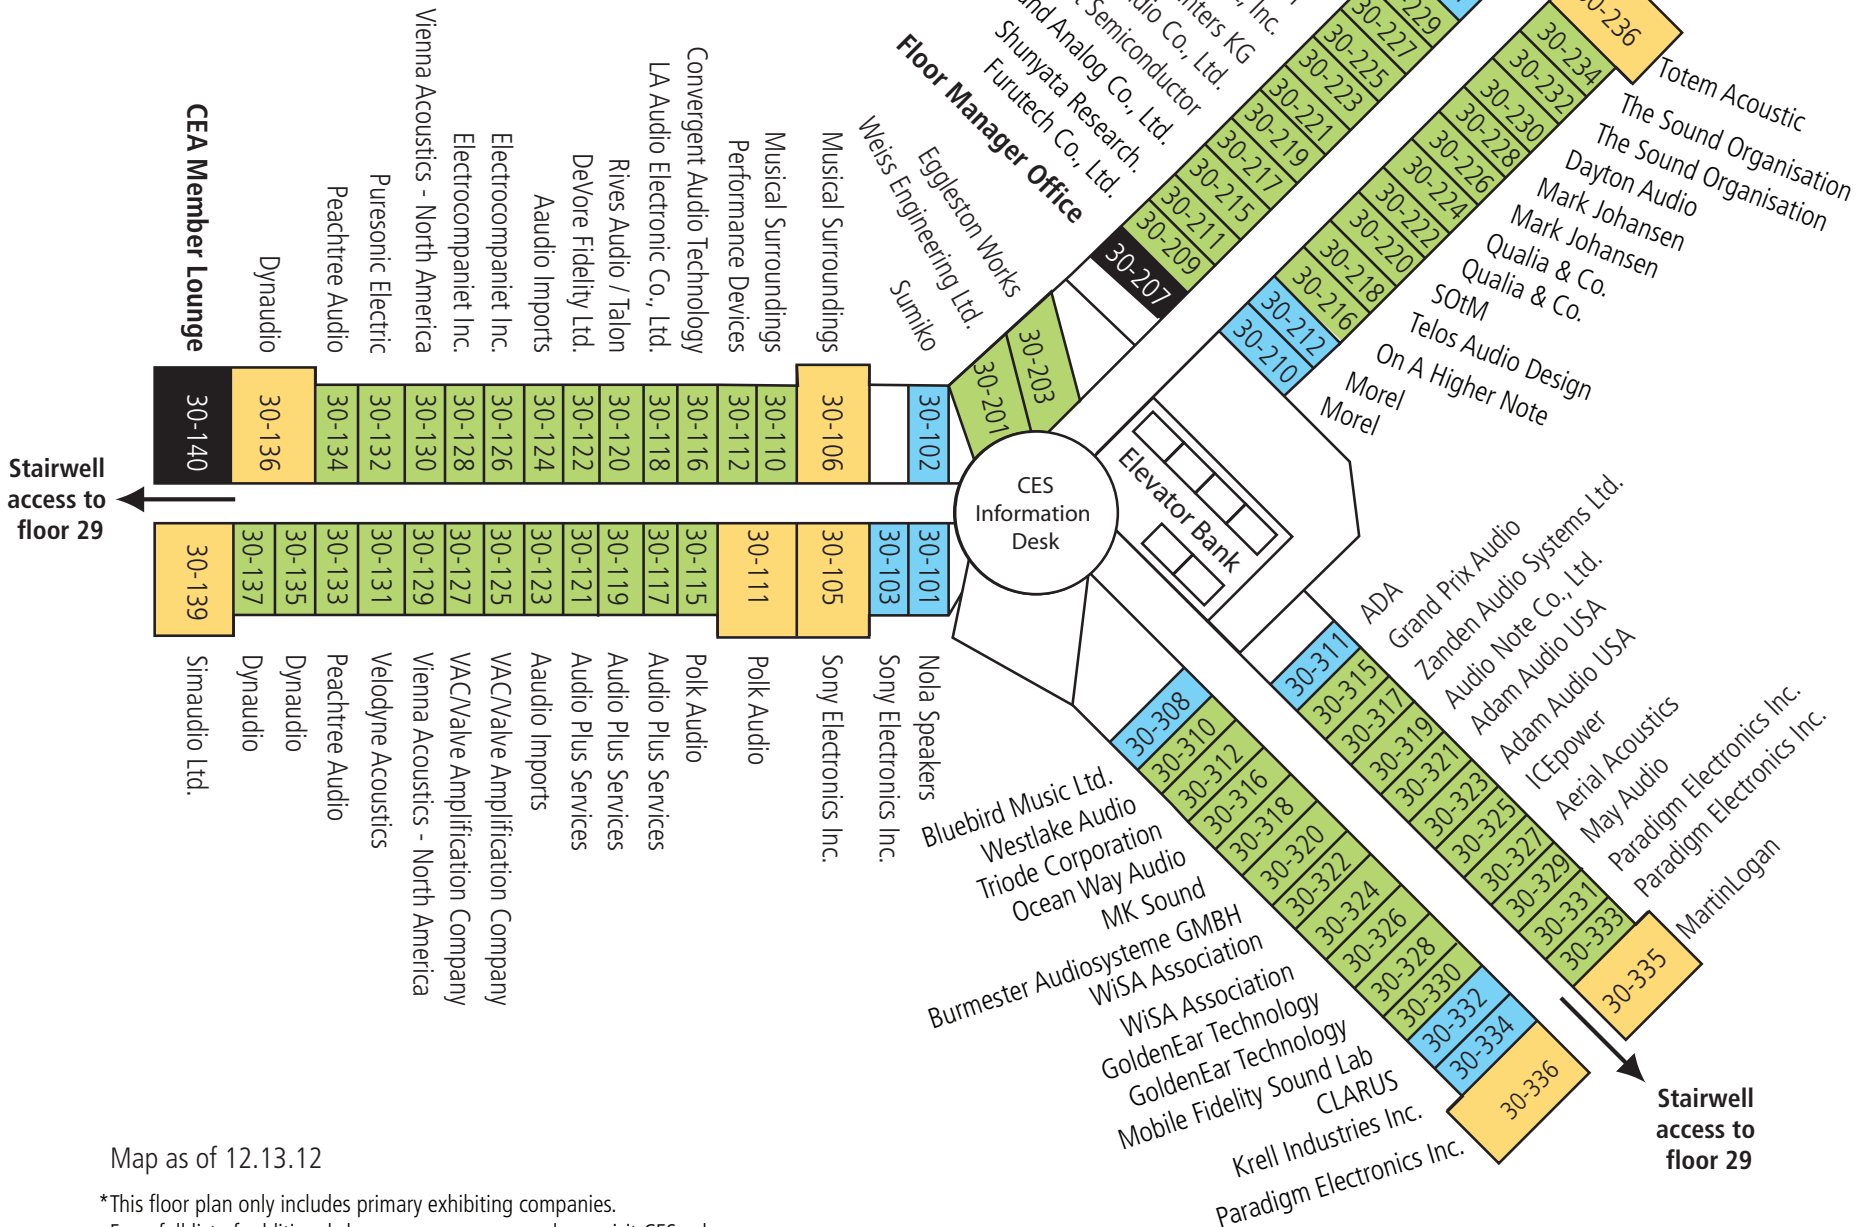 CEA Member Lounge
Dynaudio
Peachtree Audio
Puresonic Electric
Vienna Acoustics - North America
Electrocompaniet Inc.
Electrocompaniet Inc.
Aaudio Imports
DeVore Fidelity Ltd.
Rives Audio / Talon
LA Audio Electronic Co., Ltd.
Convergent Audio Technology
Performance Devices
Musical Surroundings
Musical Surroundings
Sumiko
Weiss Engineering Ltd.
Eggleston Works
Floor Manager Office
Furutech Co., Ltd.
Shunyata Research.
and Analog Co., Ltd.
Semiconductor
dio Co., Ltd.
nters KG
, Inc.
30-140
30-136
30-134
30-132
30-130
30-128
30-126
30-124
30-122
30-120
30-118
30-116
30-112
30-110
30-106
30-102
30-201
30-203
30-207
30-209
30-211
30-215
30-217
30-219
30-221
30-223
30-225
30-227
229
30-236
30-234
30-232
30-230
30-228
30-226
30-224
30-222
30-220
30-218
30-216
30-212
30-210
Totem Acoustic
The Sound Organisation
The Sound Organisation
Dayton Audio
Mark Johansen
Mark Johansen
Qualia & Co.
Qualia & Co.
SOtM
Telos Audio Design
On A Higher Note
Morel
Morel
Stairwell
access to
floor 29
CES
Information
Desk
Elevator Bank
30-139
30-137
30-135
30-133
30-131
30-129
30-127
30-125
30-123
30-121
30-119
30-117
30-115
30-111
30-105
30-103
30-101
Simaudio Ltd.
Dynaudio
Dynaudio
Peachtree Audio
Velodyne Acoustics
Vienna Acoustics - North America
VAC/Valve Amplification Company
VAC/Valve Amplification Company
Aaudio Imports
Audio Plus Services
Audio Plus Services
Audio Plus Services
Polk Audio
Polk Audio
Sony Electronics Inc.
Sony Electronics Inc.
Nola Speakers
ADA
Grand Prix Audio
Zanden Audio Systems Ltd.
Audio Note Co., Ltd.
Adam Audio USA
Adam Audio USA
ICEpower
Aerial Acoustics
May Audio
Paradigm Electronics Inc.
Paradigm Electronics Inc.
MartinLogan
30-311
30-315
30-317
30-319
30-321
30-323
30-325
30-327
30-329
30-331
30-333
30-335
30-308
30-310
30-312
30-316
30-318
30-320
30-322
30-324
30-326
30-328
30-330
30-332
30-334
30-336
Bluebird Music Ltd.
Westlake Audio
Triode Corporation
Ocean Way Audio
MK Sound
Burmester Audiosysteme GMBH
WiSA Association
WiSA Association
GoldenEar Technology
GoldenEar Technology
Mobile Fidelity Sound Lab
CLARUS
Krell Industries Inc.
Paradigm Electronics Inc.
Stairwell
access to
floor 29
Map as of 12.13.12
*This floor plan only includes primary exhibiting companies.